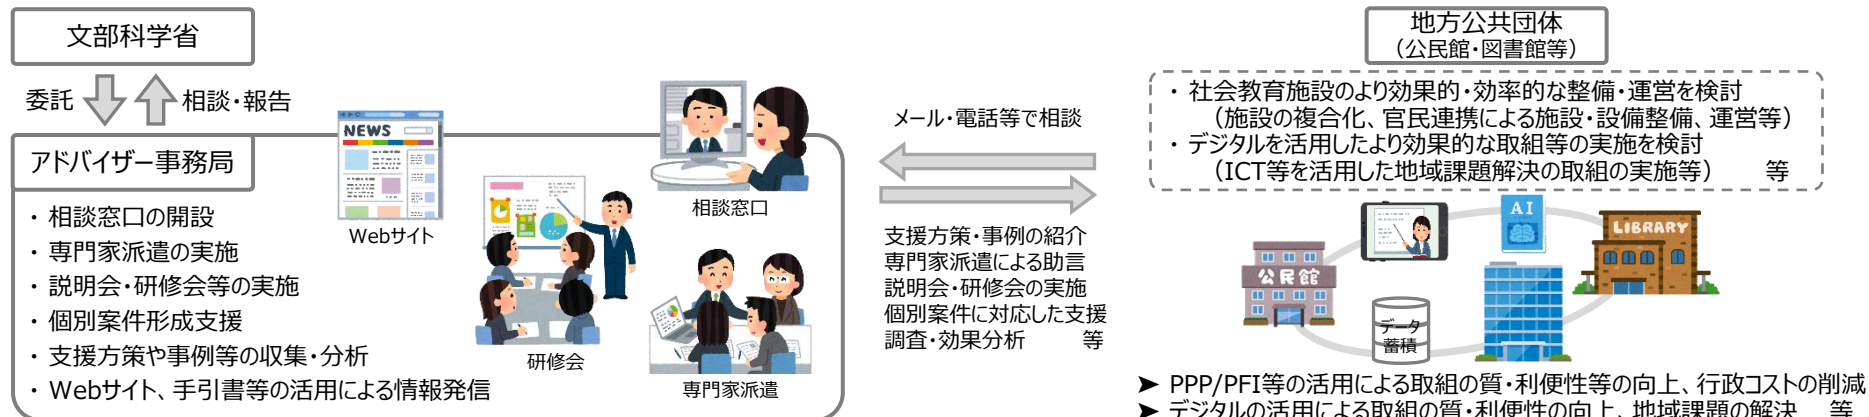 文部科学省
委託
相談・報告
アドバイザー事務局
・ 相談窓口の開設
・ 専門家派遣の実施
・ 説明会・研修会等の実施
・ 個別案件形成支援
・ 支援方策や事例等の収集・分析
・ Webサイト、手引書等の活用による情報発信
NEWS
Webサイト
研修会
相談窓口
専門家派遣
メール・電話等で相談
支援方策・事例の紹介
専門家派遣による助言
説明会・研修会の実施
個別案件に対応した支援
調査・効果分析　　等
地方公共団体
（公民館・図書館等）
・ 社会教育施設のより効果的・効率的な整備・運営を検討
（施設の複合化、官民連携による施設・設備整備、運営等）
・ デジタルを活用したより効果的な取組等の実施を検討
（ICT等を活用した地域課題解決の取組の実施等）　　等
公民館
AI
LIBRARY
データ
蓄積
➤ PPP/PFI等の活用による取組の質・利便性等の向上、行政コストの削減
➤ デジタルの活用による取組の質・利便性の向上、地域課題の解決　等